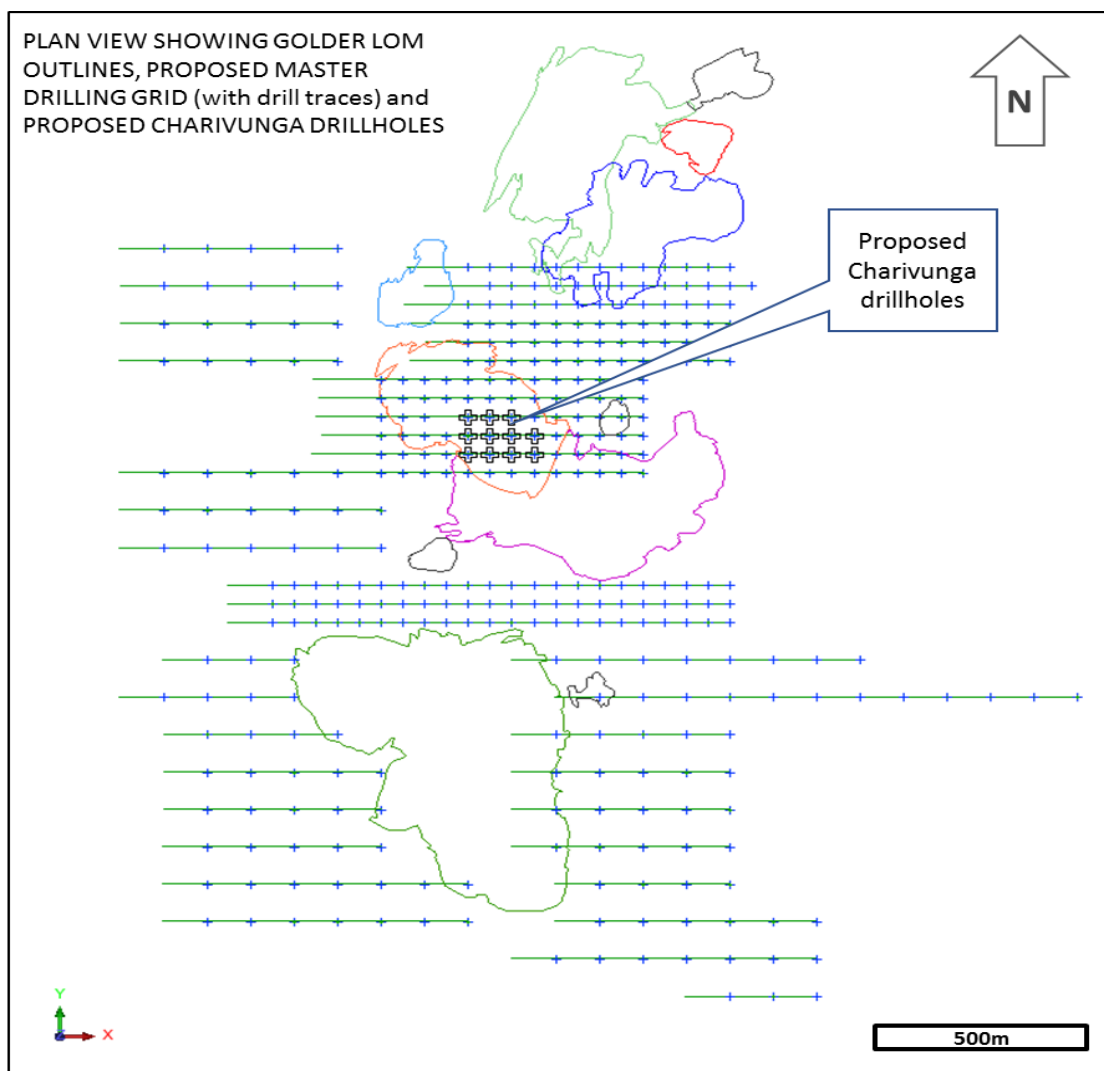 PLAN VIEW SHOWING GOLDER LOM
OUTLINES, PROPOSED MASTER
DRILLING GRID (with drill traces) and
PROPOSED CHARIVUNGA DRILLHOLES
N
Proposed
Charivunga
drillholes
Y
X
500m